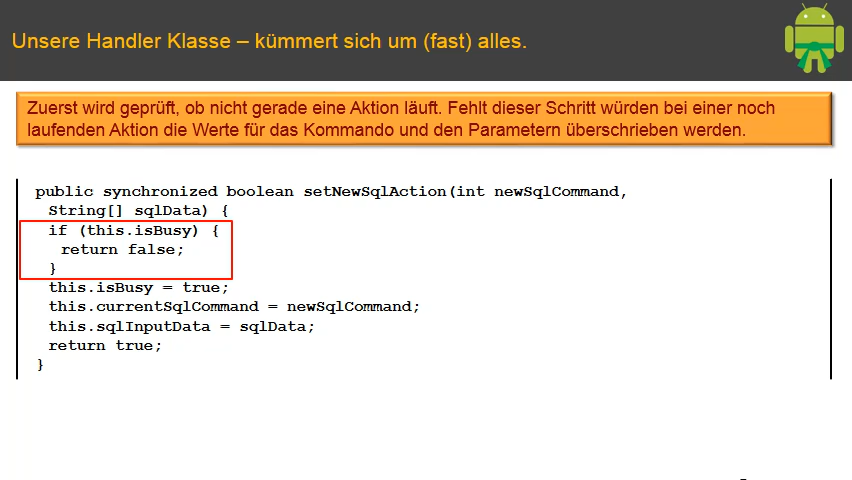 Unsere Handler Klasse – kümmert sich um (fast) alles.
Zuerst wird geprüft, ob nicht gerade eine Aktion läuft. Fehlt dieser Schritt würden bei einer noch
laufenden Aktion die Werte für das Kommando und den Parametern überschrieben werden.
public synchronized boolean setNewSqlAction(int newSqlCommand,
String[] sqlData) {
if (this.isBusy) {
return false;
}
this.isBusy = true;
this.currentSqlCommand = newSqlCommand;
this.sqlInputData = sqlData;
return true;
}